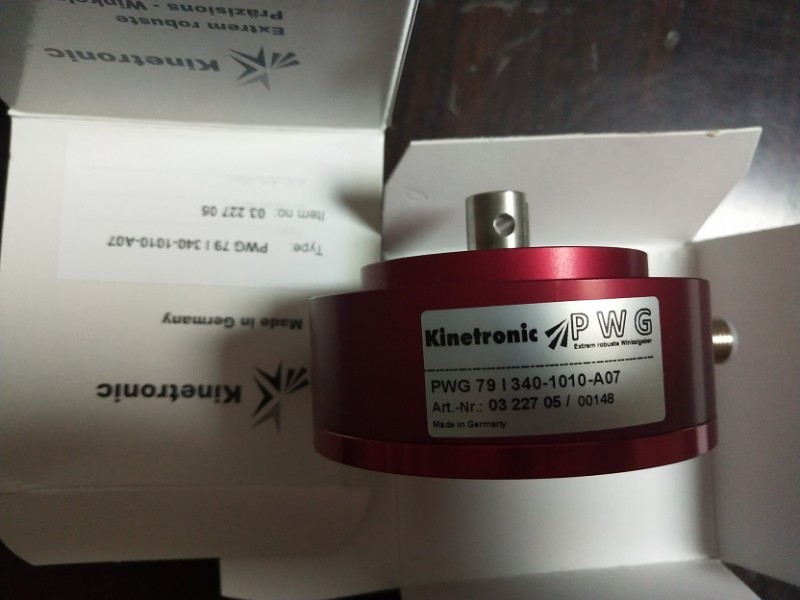 Extrem robuste
Präzisions - Winkel
Kinetronic
Item no: 03 227 05
Type: PWG 79 I 340-1010-A07
Made in Germany
Kinetronic
Kinetronic PWG
Extrem robuste Winkelgeber
PWG 79 I 340-1010-A07
Art.-Nr.: 03 227 05 / 00148
Made in Germany